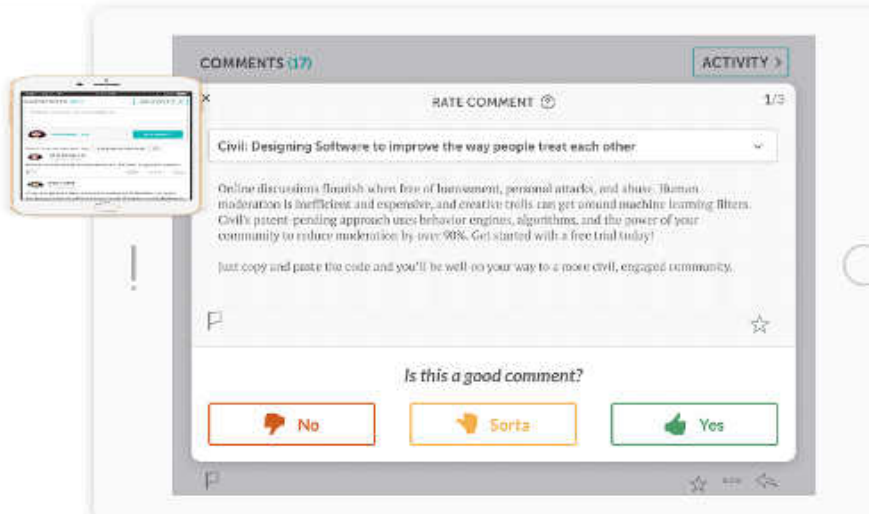 COMMENTS (17)
ACTIVITY >
×
RATE COMMENT ?
1/3
Civil: Designing Software to improve the way people treat each other
Online discussions flourish when free of harassment, personal attacks, and abuse. Human
moderation is inefficient and expensive, and creative trolls can get around machine learning filters.
Civil's patent-pending approach uses behavior engines, algorithms, and the power of your
community to reduce moderation by over 90%. Get started with a free trial today!
Just copy and paste the code and you'll be well on your way to a more civil, engaged community.
Is this a good comment?
No
Sorta
Yes